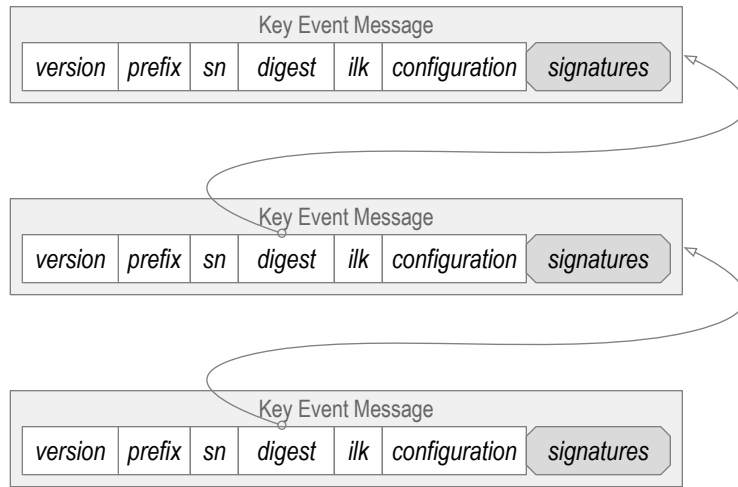 Key Event Message
version prefix sn digest ilk configuration signatures
Key Event Message
version prefix sn digest ilk configuration signatures
Key Event Message
version prefix sn digest ilk configuration signatures